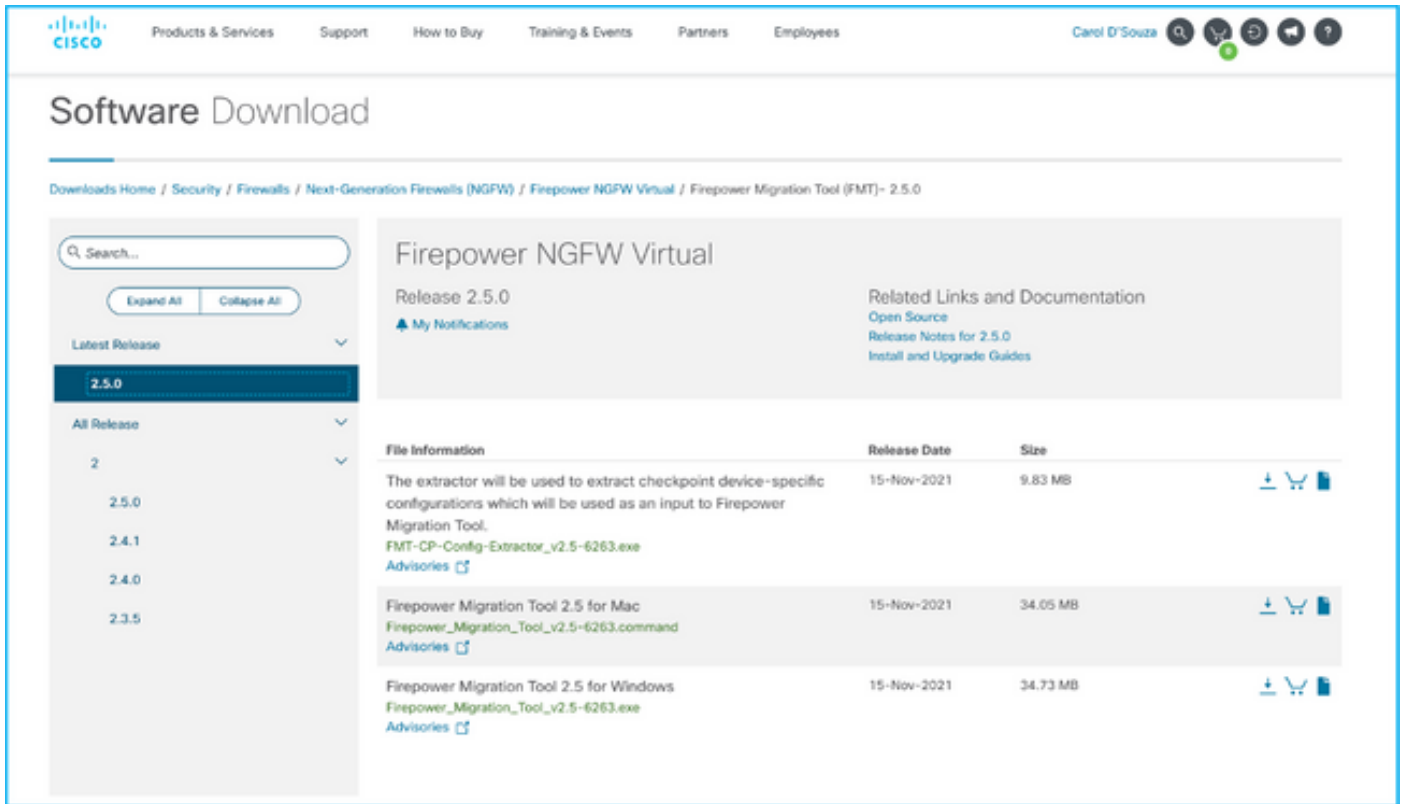 CISCO
Products & Services Support How to Buy Training & Events Partners Employees Carol D'Souza
0
?
Software Download
Downloads Home / Security / Firewalls / Next-Generation Firewalls (NGFW) / Firepower NGFW Virtual / Firepower Migration Tool (FMT)- 2.5.0
Search...
Expand All Collapse All
Latest Release
2.5.0
All Release
2
2.5.0
2.4.1
2.4.0
2.3.5
Firepower NGFW Virtual
Release 2.5.0
My Notifications
Related Links and Documentation
Open Source
Release Notes for 2.5.0
Install and Upgrade Guides
File Information Release Date Size
The extractor will be used to extract checkpoint device-specific 15-Nov-2021 9.83 MB
configurations which will be used as an input to Firepower
Migration Tool.
FMT-CP-Config-Extractor_v2.5-6263.exe
Advisories
Firepower Migration Tool 2.5 for Mac 15-Nov-2021 34.05 MB
Firepower_Migration_Tool_v2.5-6263.command
Advisories
Firepower Migration Tool 2.5 for Windows 15-Nov-2021 34.73 MB
Firepower_Migration_Tool_v2.5-6263.exe
Advisories